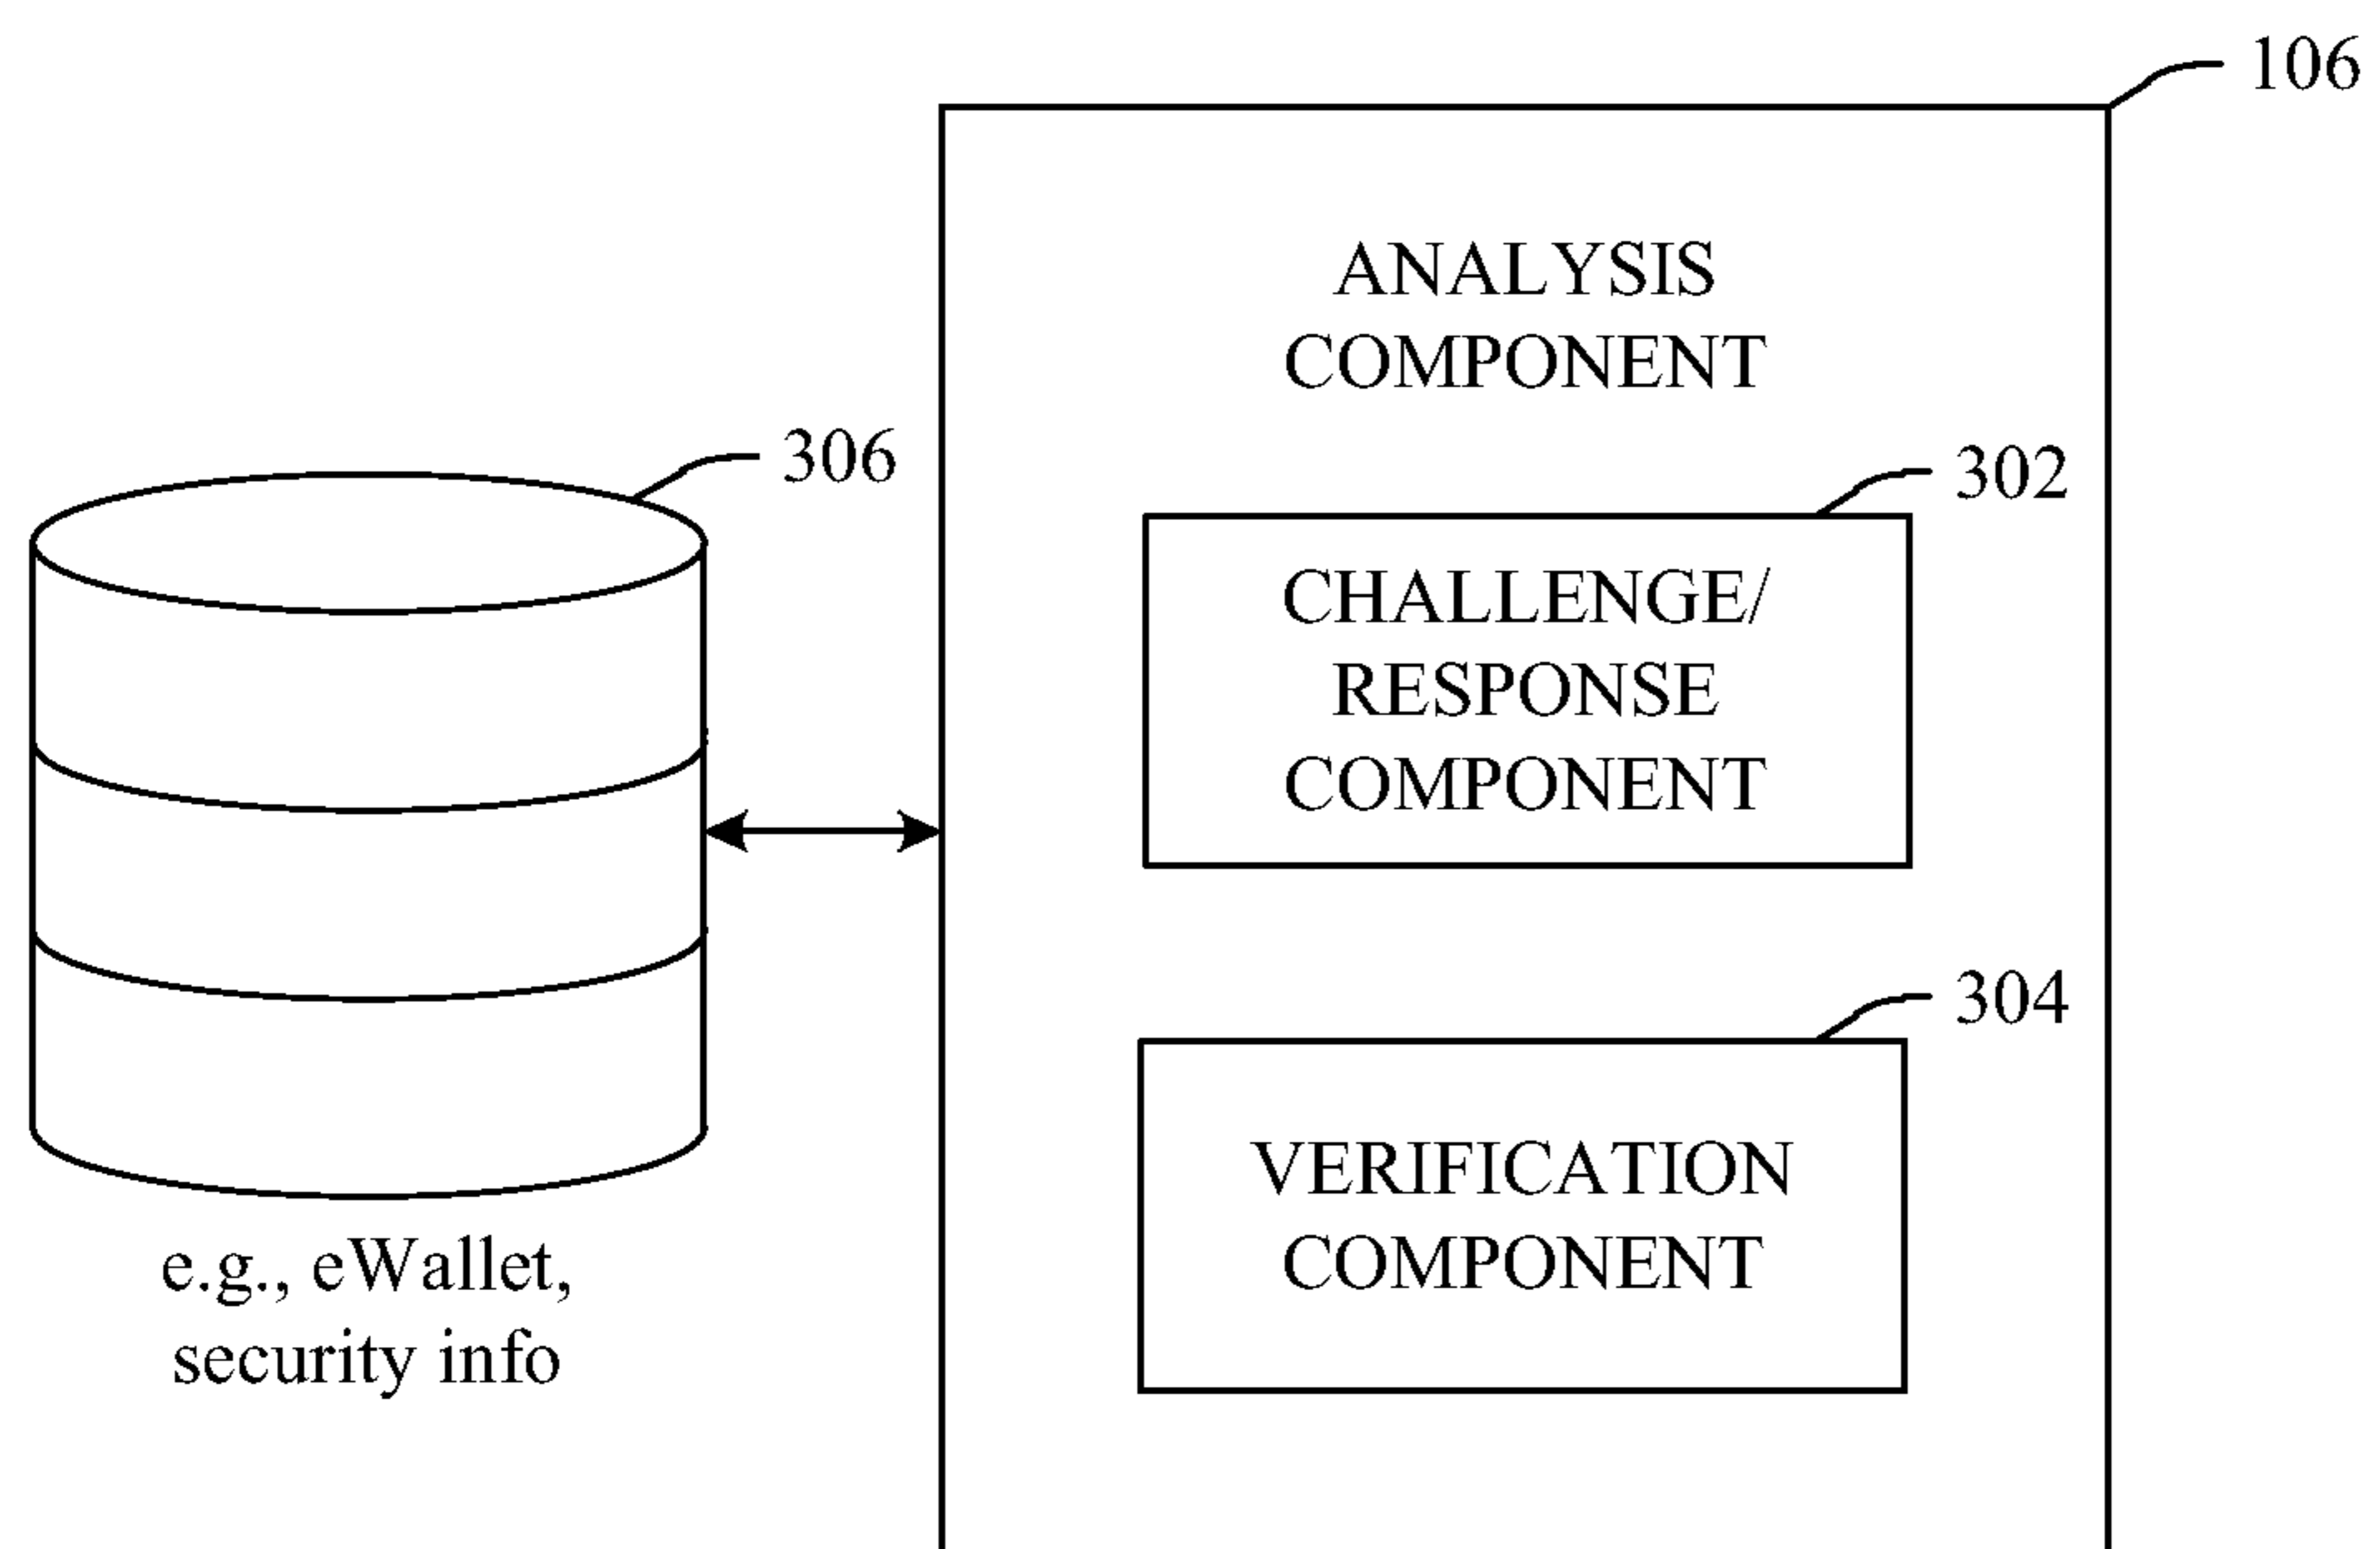 106
ANALYSIS
COMPONENT
306
302
CHALLENGE/
RESPONSE
COMPONENT
304
VERIFICATION
COMPONENT
e.g., eWallet,
security info